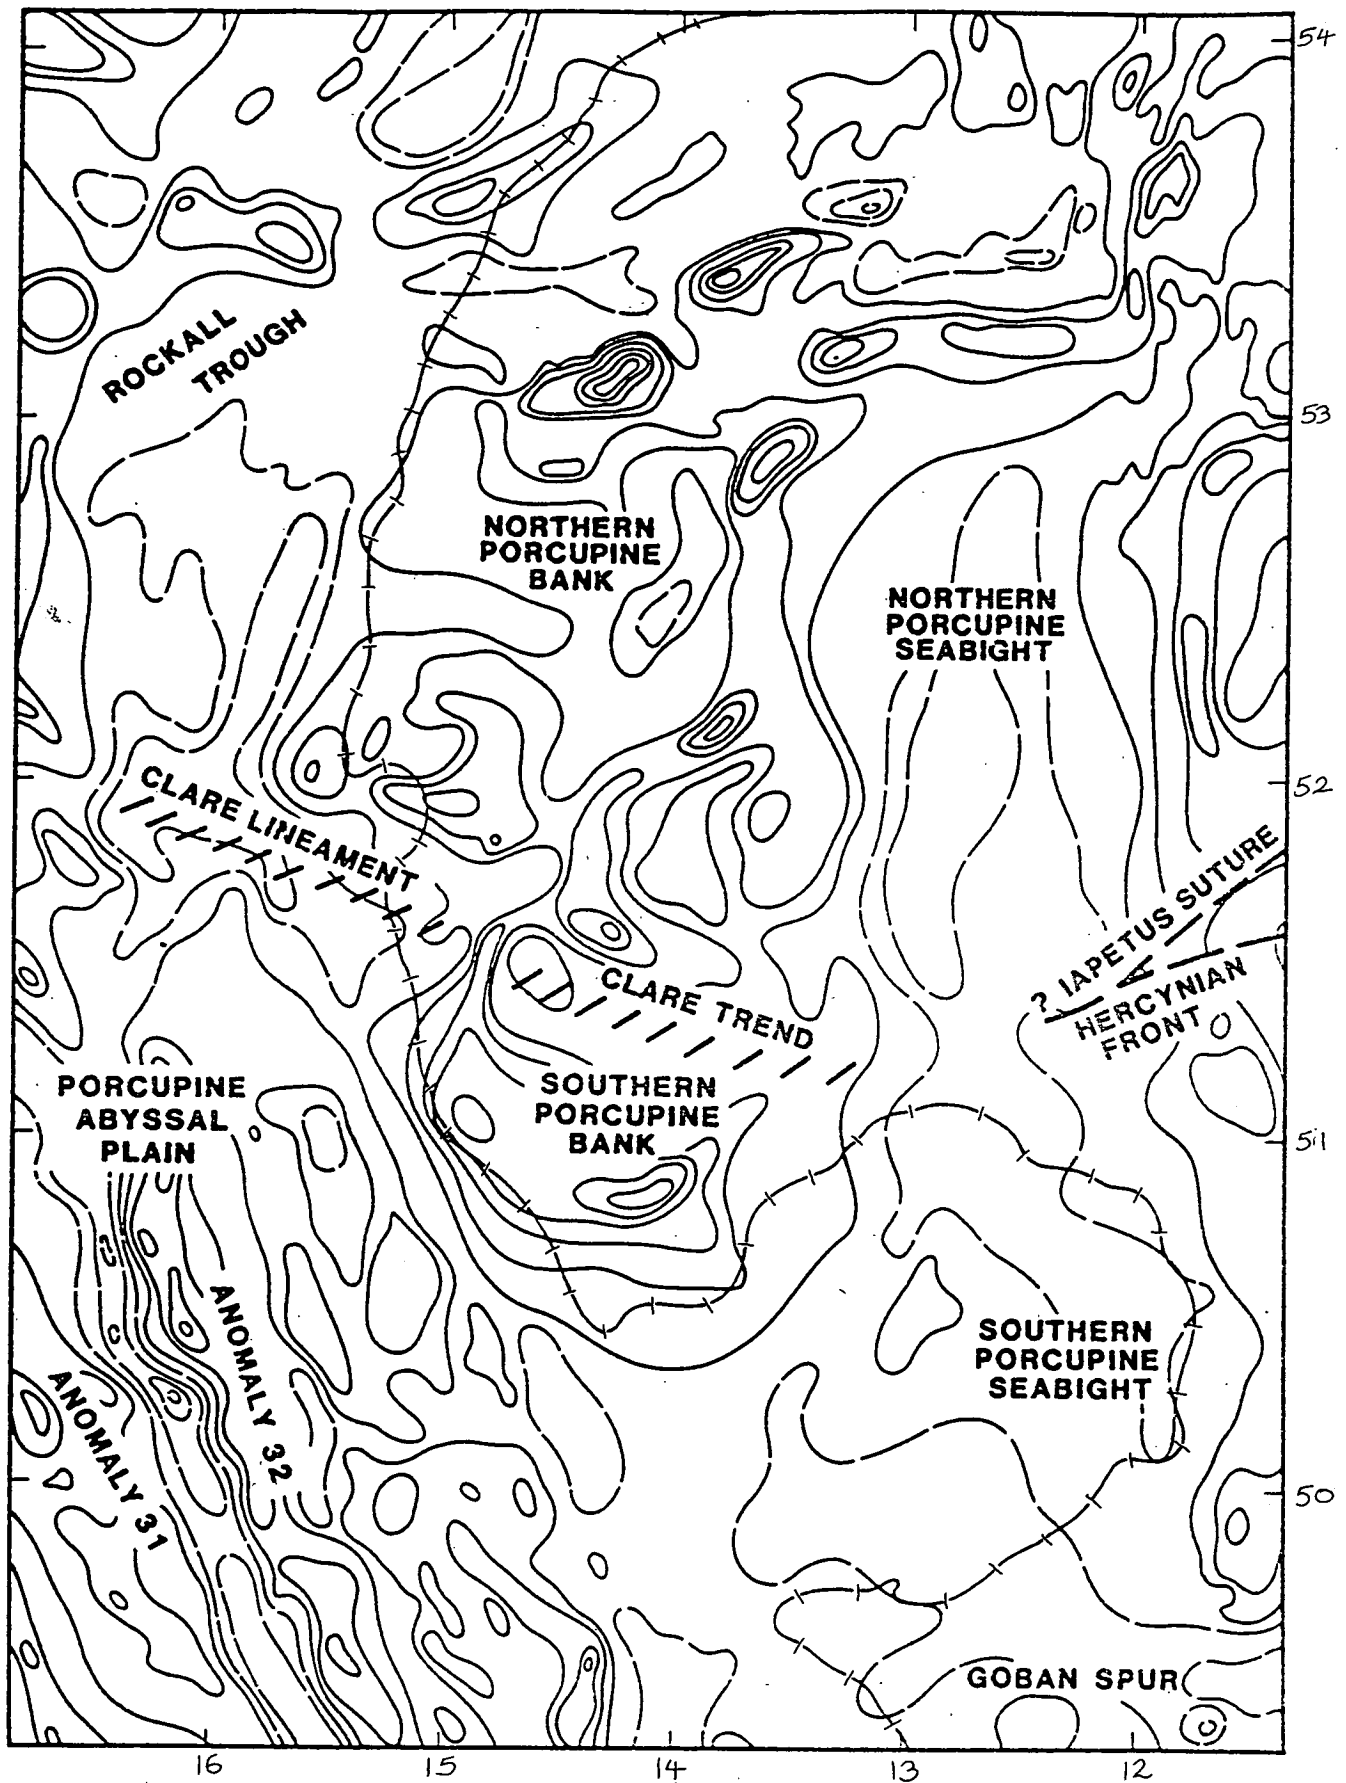 54
ROCKALL
TROUGH
53
NORTHERN
PORCUPINE
BANK
NORTHERN
PORCUPINE
SEABIGHT
52
CLARE LINEAMENT
? IAPETUS SUTURE
HERCYNIAN
FRONT
CLARE TREND
PORCUPINE
ABYSSAL
PLAIN
SOUTHERN
PORCUPINE
BANK
51
ANOMALY 32
SOUTHERN
PORCUPINE
SEABIGHT
ANOMALY 31
50
GOBAN SPUR
16
15
14
13
12